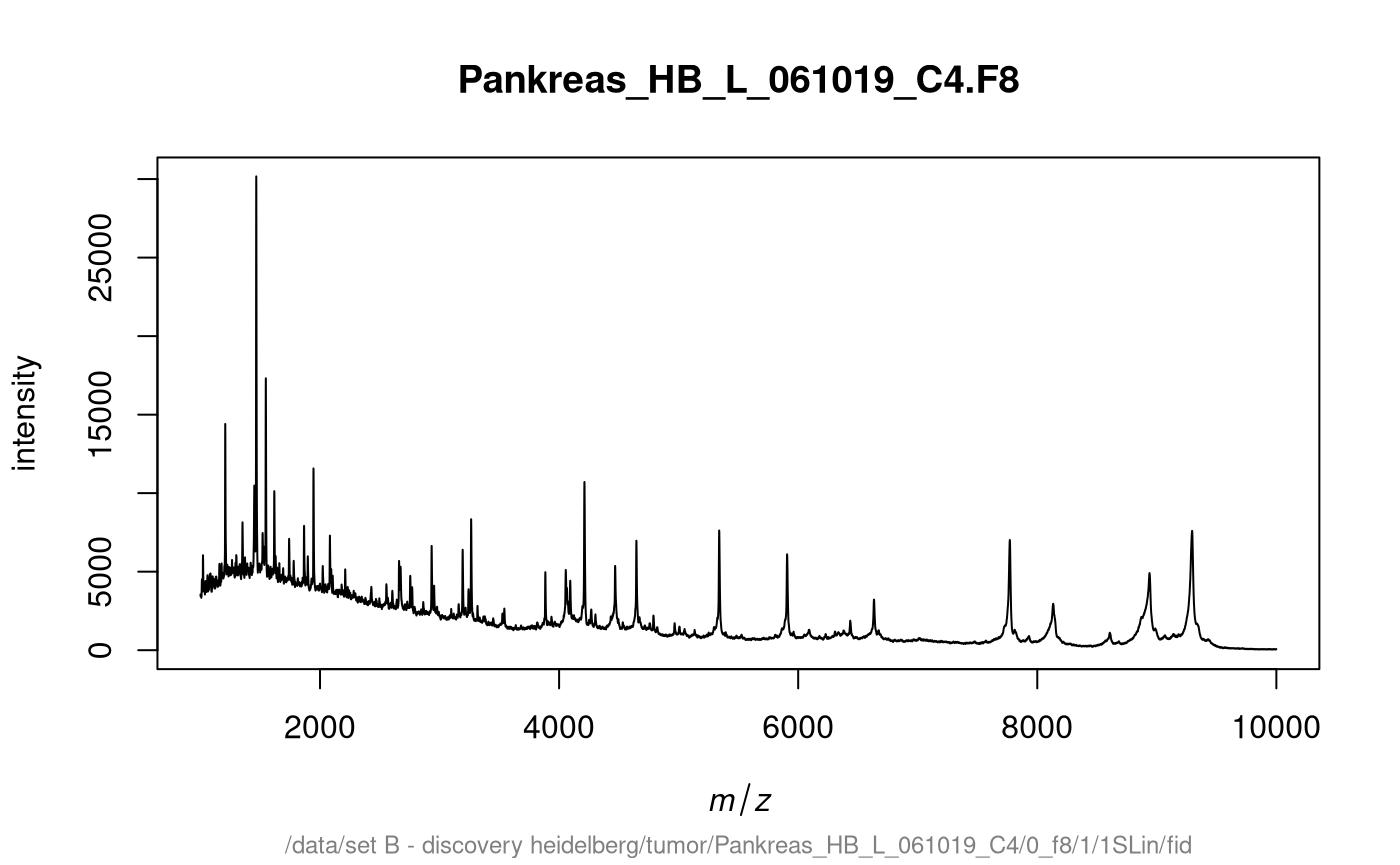 Pankreas_HB_L_061019_C4.F8
intensity
0 5000 15000 25000
2000 4000 6000 8000 10000
m/z
/data/set B - discovery heidelberg/tumor/Pankreas_HB_L_061019_C4/0_f8/1/1SLin/fid